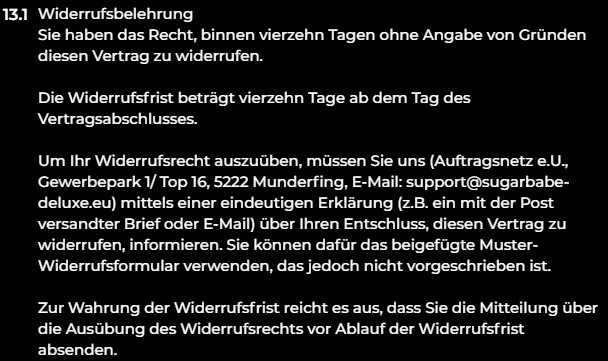 13.1 Widerrufsbelehrung
Sie haben das Recht, binnen vierzehn Tagen ohne Angabe von Gründen
diesen Vertrag zu widerrufen.
Die Widerrufsfrist beträgt vierzehn Tage ab dem Tag des
Vertragsabschlusses.
Um Ihr Widerrufsrecht auszuüben, müssen Sie uns (Auftragsnetz e.U.,
Gewerbepark 1/ Top 16, 5222 Munderfing, E-Mail: support@sugarbabe-
deluxe.eu) mittels einer eindeutigen Erklärung (z.B. ein mit der Post
versandter Brief oder E-Mail) über Ihren Entschluss, diesen Vertrag zu
widerrufen, informieren. Sie können dafür das beigefügte Muster-
Widerrufsformular verwenden, das jedoch nicht vorgeschrieben ist.
Zur Wahrung der Widerrufsfrist reicht es aus, dass Sie die Mitteilung über
die Ausübung des Widerrufsrechts vor Ablauf der Widerrufsfrist
absenden.